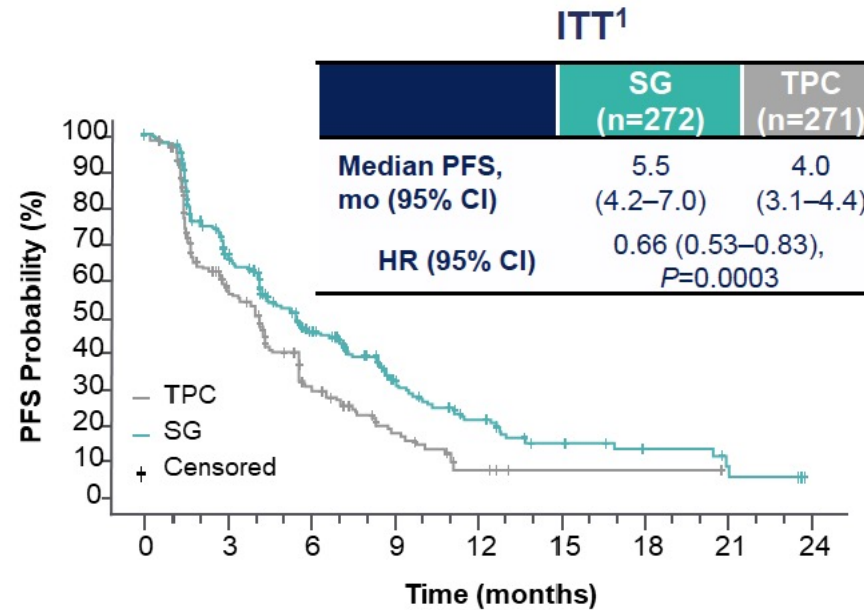 ITT1
SG
(n=272)
TPC
(n=271)
Median PFS,
mo (95% CI)
5.5
(4.2–7.0)
4.0
(3.1–4.4)
HR (95% CI)
0.66 (0.53–0.83),
P=0.0003
PFS Probability (%)
100
90
80
70
60
50
40
30
20
10
0
TPC
SG
Censored
0 3 6 9 12 15 18 21 24
Time (months)